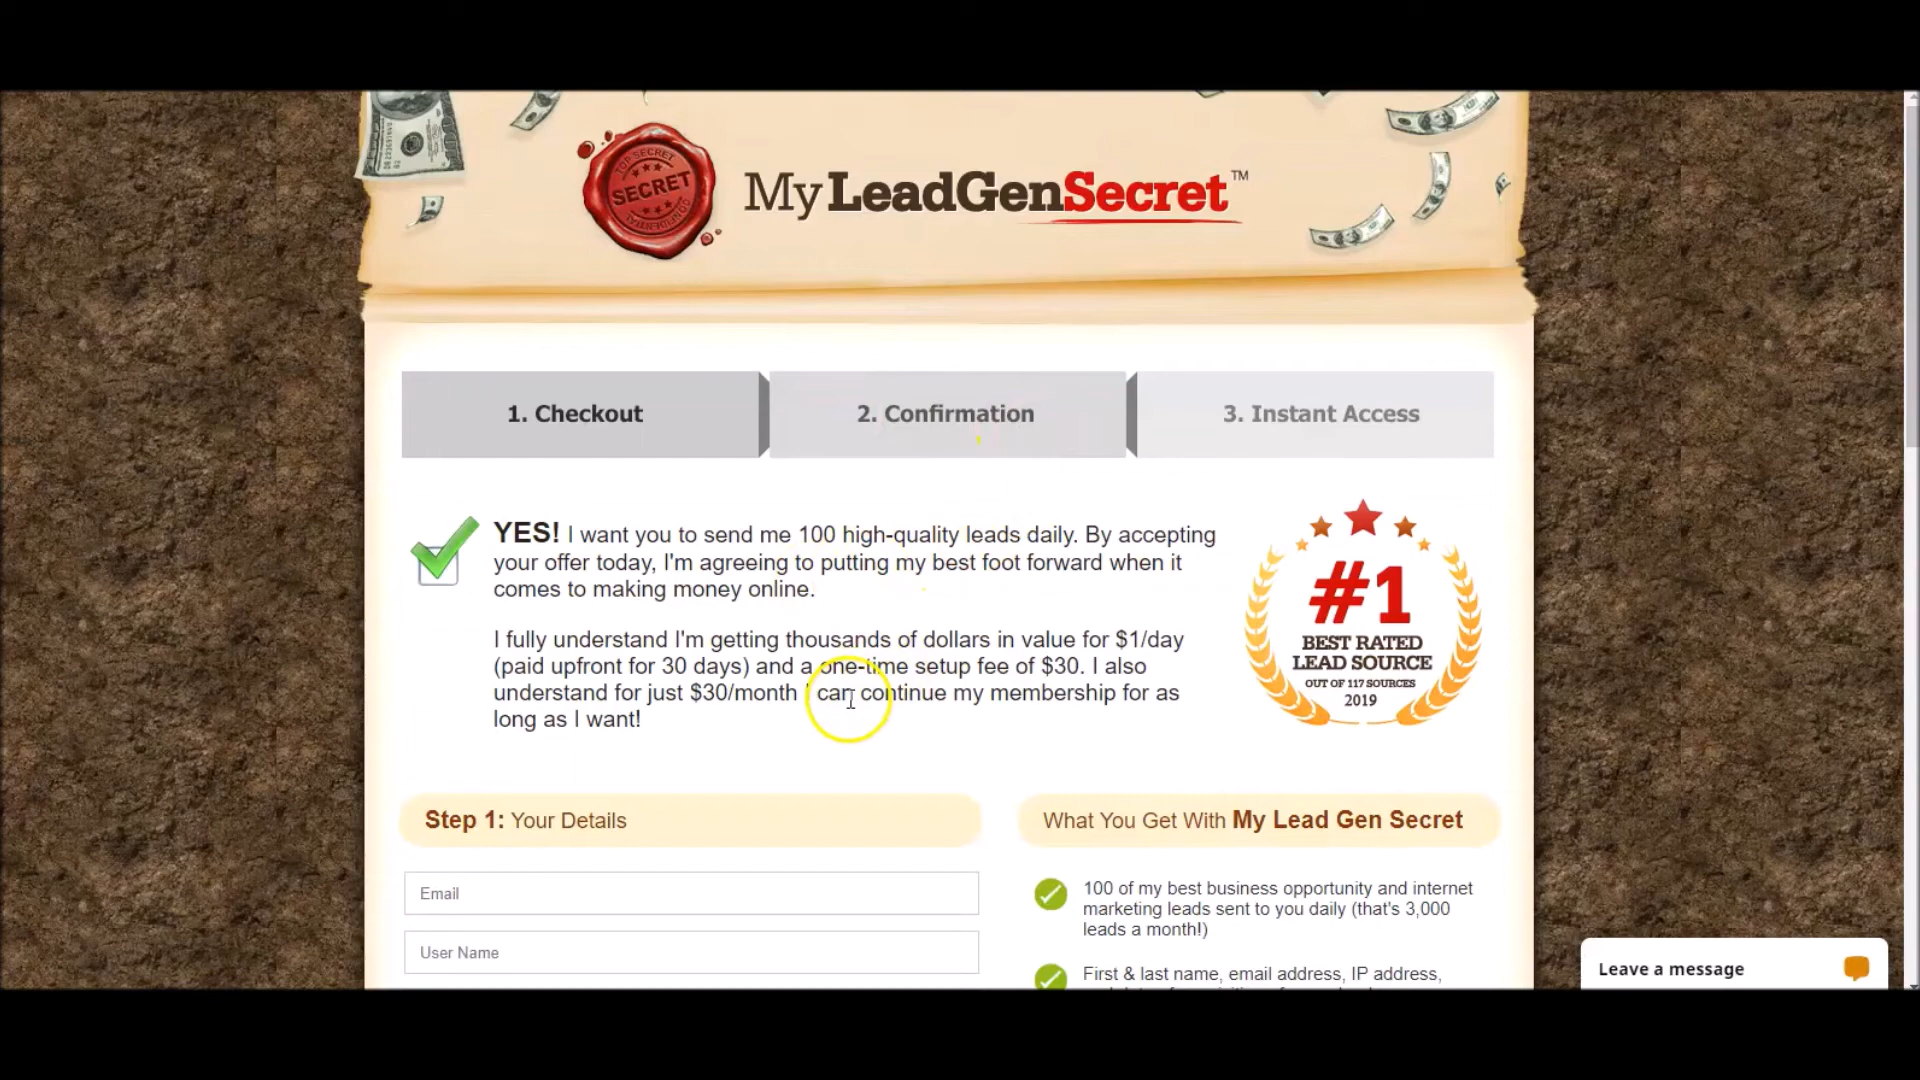 TOP SECRET
SECRET
CONFIDENTIAL
My LeadGenSecret™
1. Checkout
2. Confirmation
3. Instant Access
YES! I want you to send me 100 high-quality leads daily. By accepting
your offer today, I'm agreeing to putting my best foot forward when it
comes to making money online.
I fully understand I'm getting thousands of dollars in value for $1/day
(paid upfront for 30 days) and a one-time setup fee of $30. I also
understand for just $30/month I can continue my membership for as
long as I want!
#1
BEST RATED
LEAD SOURCE
OUT OF 117 SOURCES
2019
Step 1: Your Details
Email
User Name
What You Get With My Lead Gen Secret
100 of my best business opportunity and internet
marketing leads sent to you daily (that's 3,000
leads a month!)
First & last name, email address, IP address,
Leave a message